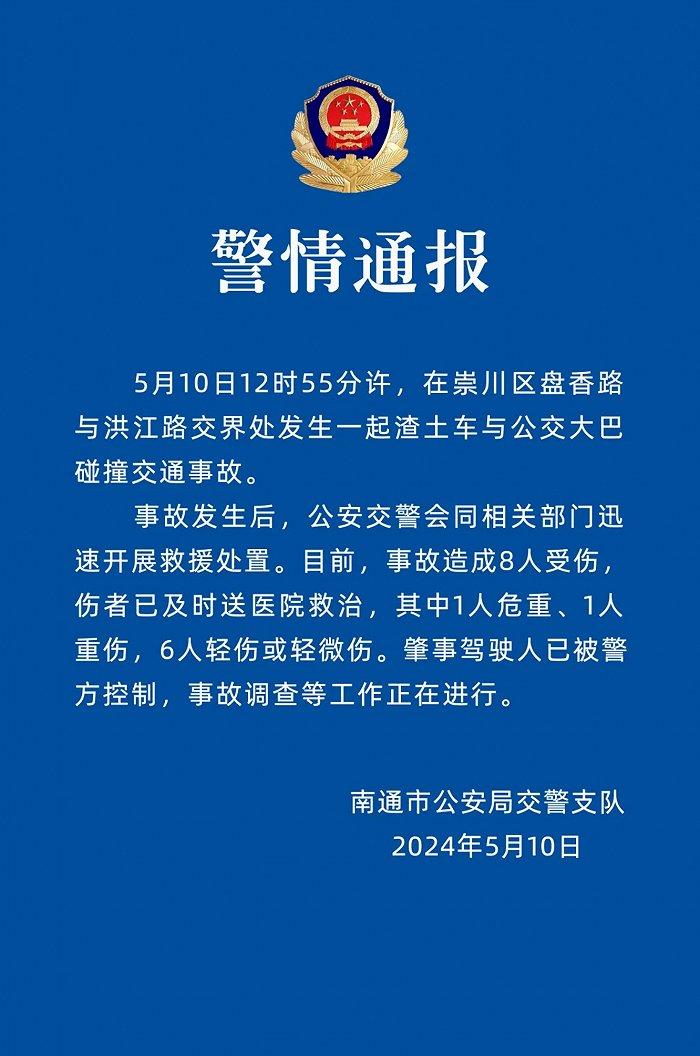 警情通报
5月10日12时55分许，在崇川区盘香路
与洪江路交界处发生一起渣土车与公交大巴
碰撞交通事故。
事故发生后，公安交警会同相关部门迅
速开展救援处置。目前，事故造成8人受伤，
伤者已及时送医院救治，其中1人危重、1人
重伤，6人轻伤或轻微伤。肇事驾驶人已被警
方控制，事故调查等工作正在进行。
南通市公安局交警支队
2024年5月10日